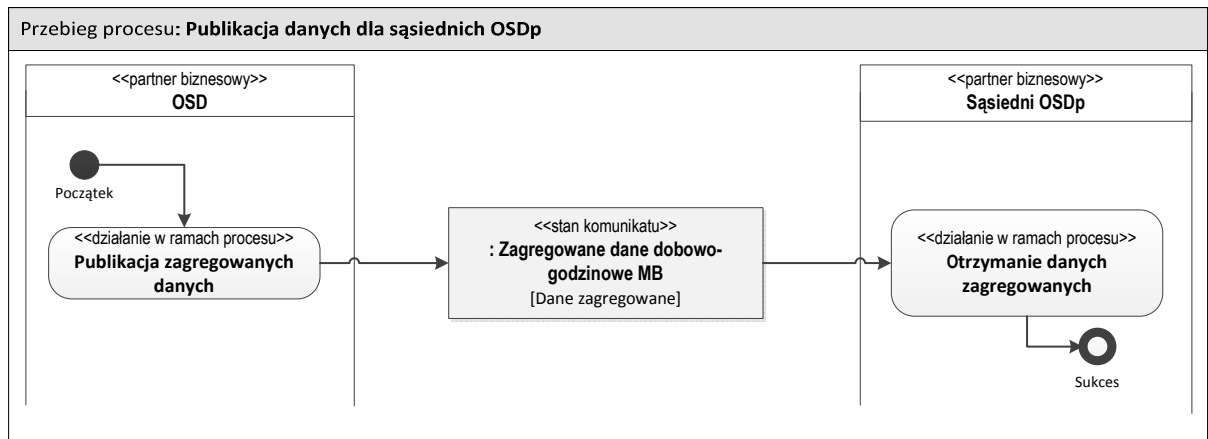 Przebieg procesu: Publikacja danych dla sąsiednich OSDp
<<partner biznesowy>>
OSD
<<partner biznesowy>>
Sąsiedni OSDp
Początek
<<działanie w ramach procesu>>
Publikacja zagregowanych
danych
<<stan komunikatu>>
: Zagregowane dane dobowo-
godzinowe MB
[Dane zagregowane]
<<działanie w ramach procesu>>
Otrzymanie danych
zagregowanych
Sukces